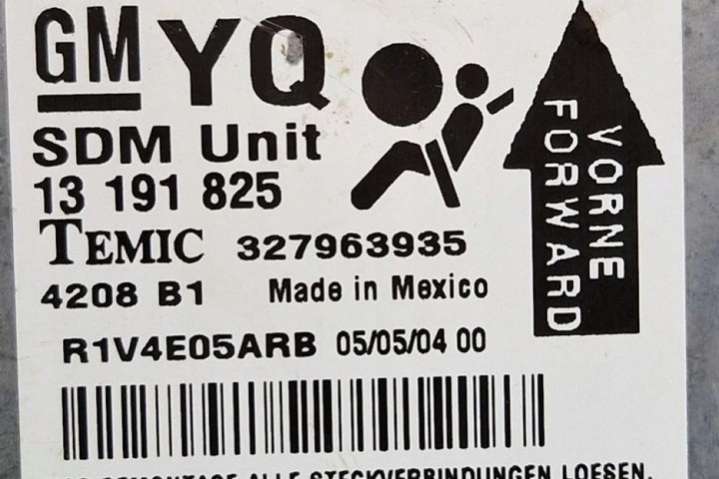 GM YQ
SDM Unit
13 191 825
TEMIC 327963935
4208 B1 Made in Mexico
R1V4E05ARB 05/05/04 00
VORNE
FORWARD
DEMONTAGE ALLE STECKVERBINDUNGEN LOESEN.